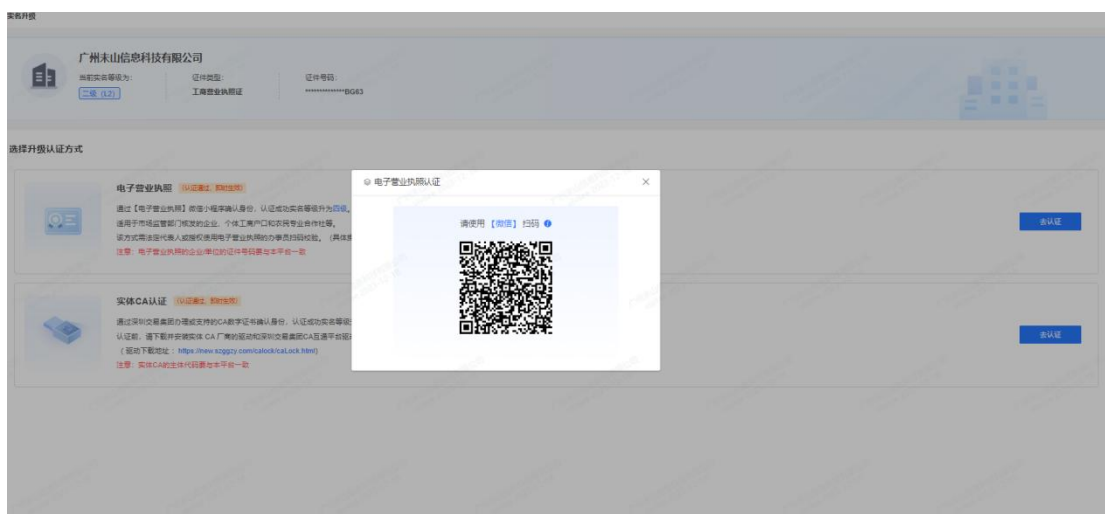 实名升级
广州未山信息科技有限公司
当前实名等级为:
证件类型:
证件号码:
二级 (L2)
工商营业执照证
**************BG63
选择升级认证方式
电子营业执照 (认证通过, 即时生效)
通过【电子营业执照】微信小程序确认身份, 认证成功实名等级升为四级。
适用于市场监管部门核发的企业、个体工商户口和农民专业合作社等。
该方式需法定代表人或授权使用电子营业执照的办事员扫码校验。 (具体
注意: 电子营业执照的企业/单位的证件号码需与本平台一致
去认证
电子营业执照认证
请使用【微信】扫码
实体CA认证 (认证通过, 即时生效)
通过深圳交易集团办理或支持的CA数字证书确认身份, 认证成功实名等级
认证前, 请下载并安装实体 CA 厂商的驱动和深圳交易集团CA互通平台驱
( 驱动下载地址 : https://new.szggzy.com/calock/caLock.html)
注意: 实体CA的主体代码需与本平台一致
去认证